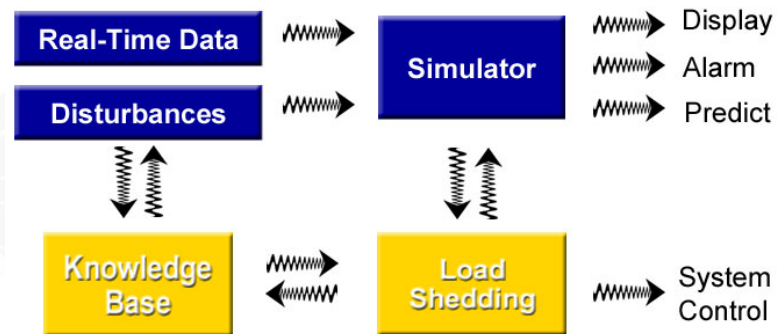 Real-Time Data
Disturbances
Simulator
Display
Alarm
Predict
Knowledge
Base
Load
Shedding
System
Control